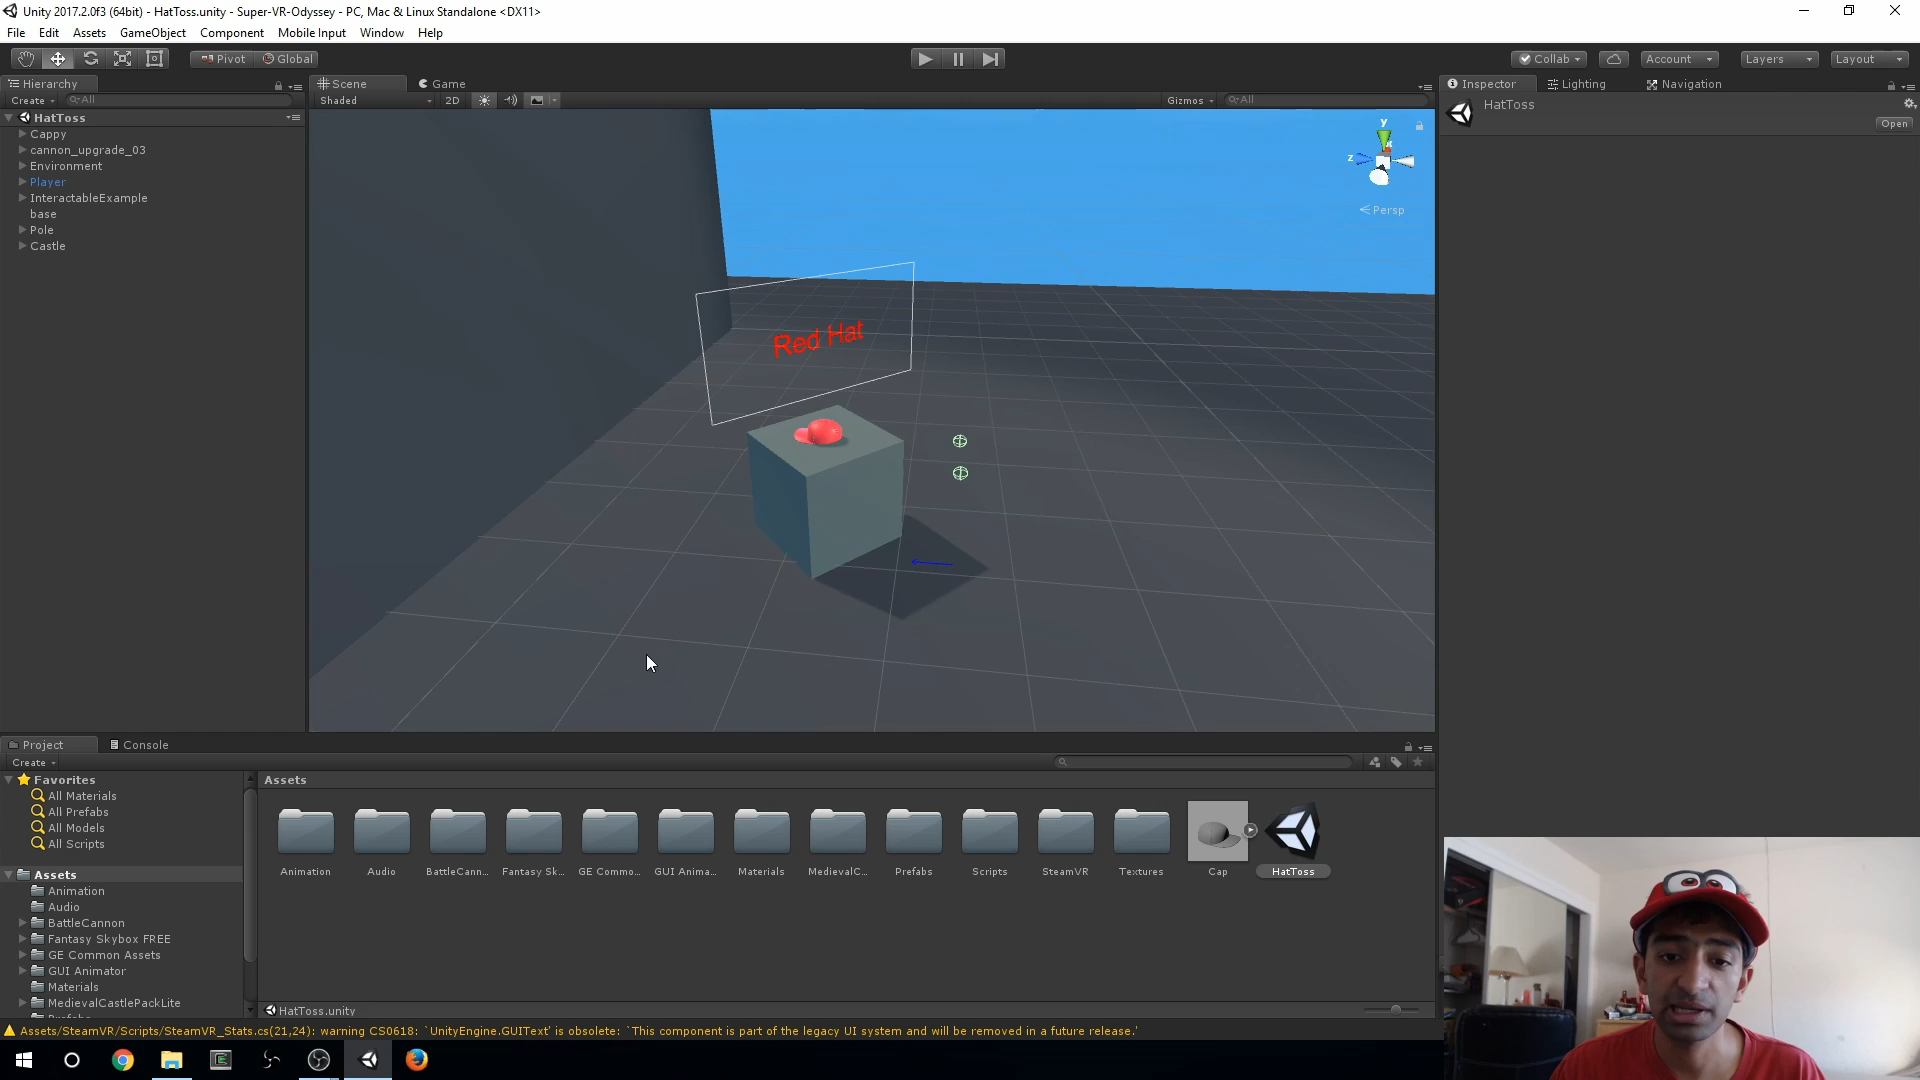 Unity 2017.2.0f3 (64bit) - HatToss.unity - Super-VR-Odyssey - PC, Mac & Linux Standalone <DX11>
File Edit Assets GameObject Component Mobile Input Window Help
Pivot Global Collab Account Layers Layout
Hierarchy
Create All
HatToss
Cappy
cannon_upgrade_03
Environment
Player
InteractableExample
base
Pole
Castle
Scene Game
Shaded 2D Gizmos All
y
x
z
Persp
Red Hat
Inspector Lighting Navigation
HatToss
Open
Project Console
Create
Favorites
All Materials
All Prefabs
All Models
All Scripts
Assets
Animation
Audio
BattleCannon
Fantasy Skybox FREE
GE Common Assets
GUI Animator
Materials
MedievalCastlePackLite
Assets
Animation Audio BattleCann... Fantasy Sk... GE Commo... GUI Anima... Materials MedievalC... Prefabs Scripts SteamVR Textures Cap HatToss
HatToss.unity
Assets/SteamVR/Scripts/SteamVR_Stats.cs(21,24): warning CS0618: `UnityEngine.GUIText' is obsolete: `This component is part of the legacy UI system and will be removed in a future release.'